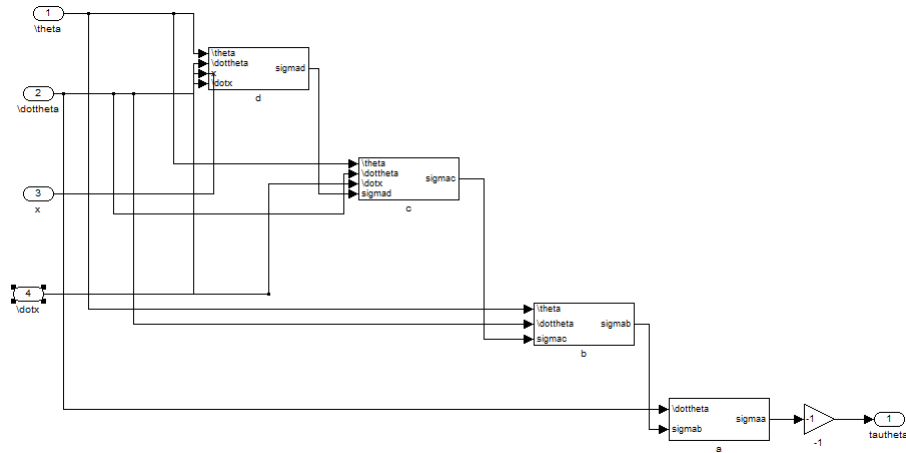 1
\theta
\theta
\dottheta
x
\dotx
sigmad
d
2
\dottheta
\theta
\dottheta
\dotx
sigmad
sigmac
c
3
x
4
\dotx
\theta
\dottheta
sigmac
sigmab
b
\dottheta
sigmab
sigmaa
a
-1
-1
1
tautheta